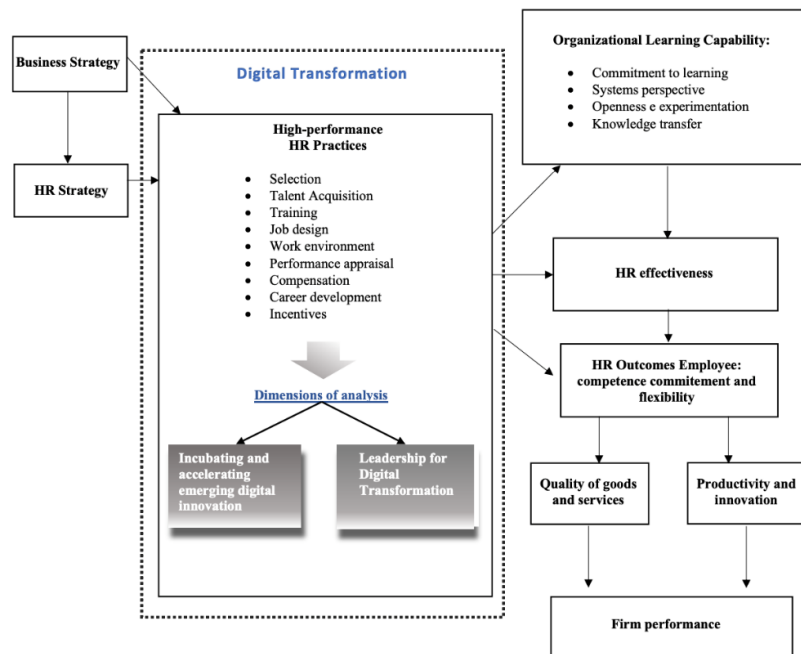 Business Strategy
HR Strategy
Digital Transformation
High-performance
HR Practices
• Selection
• Talent Acquisition
• Training
• Job design
• Work environment
• Performance appraisal
• Compensation
• Career development
• Incentives
Dimensions of analysis
Incubating and
accelerating
emerging digital
innovation
Leadership for
Digital
Transformation
Organizational Learning Capability:
• Commitment to learning
• Systems perspective
• Openness e experimentation
• Knowledge transfer
HR effectiveness
HR Outcomes Employee:
competence commitement and
flexibility
Quality of goods
and services
Productivity and
innovation
Firm performance